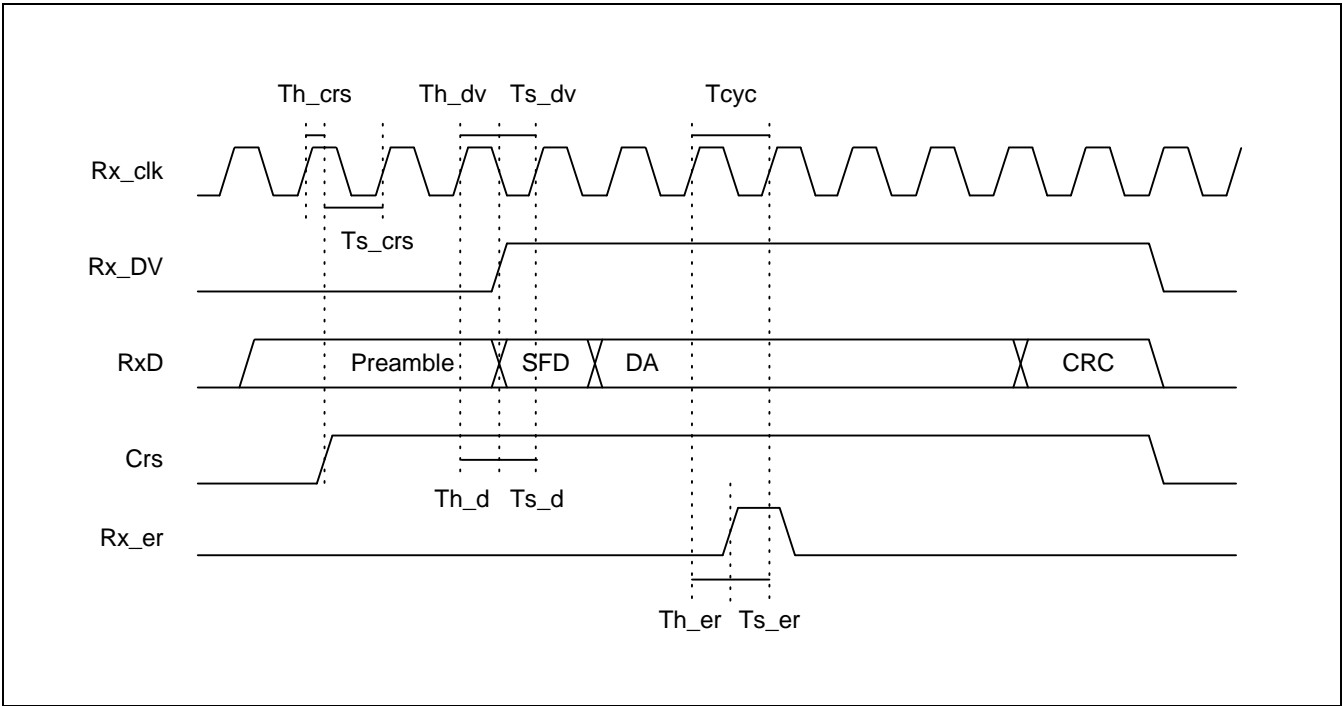 Th_crs Th_dv Ts_dv Tcyc
Rx_clk
Ts_crs
Rx_DV
RxD Preamble SFD DA CRC
Crs
Th_d Ts_d
Rx_er
Th_er Ts_er